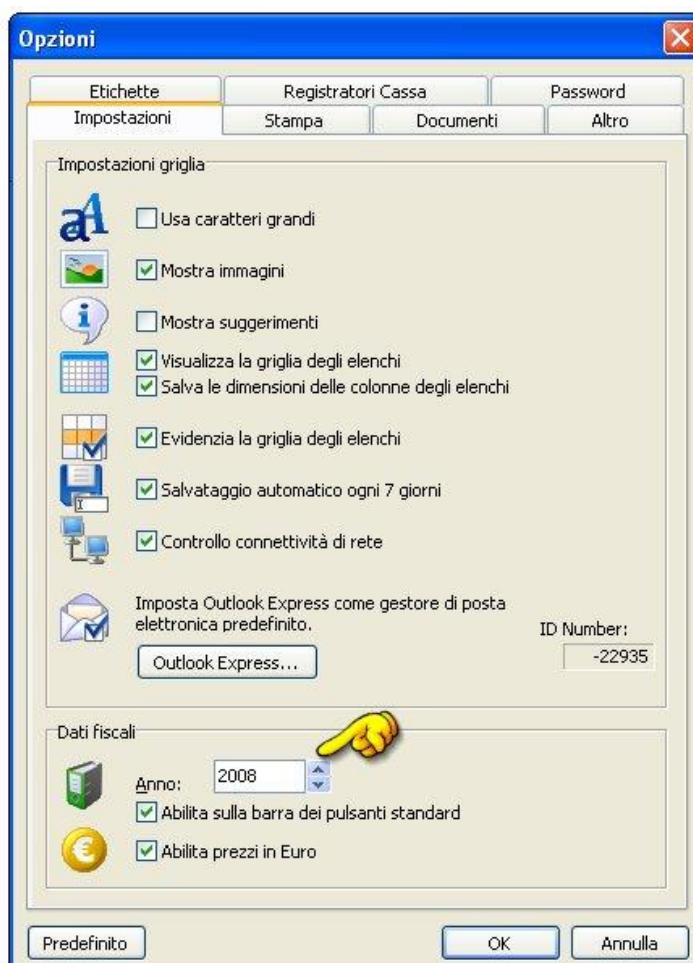 Opzioni
Etichette
Registratori Cassa
Password
Impostazioni
Stampa
Documenti
Altro
Impostazioni griglia
aA
Usa caratteri grandi
Mostra immagini
i
Mostra suggerimenti
Visualizza la griglia degli elenchi
Salva le dimensioni delle colonne degli elenchi
Evidenzia la griglia degli elenchi
Salvataggio automatico ogni 7 giorni
Controllo connettività di rete
Imposta Outlook Express come gestore di posta
elettronica predefinito.
ID Number:
Outlook Express...
-22935
Dati fiscali
Anno:
2008
Abilita sulla barra dei pulsanti standard
€
Abilita prezzi in Euro
Predefinito
OK
Annulla